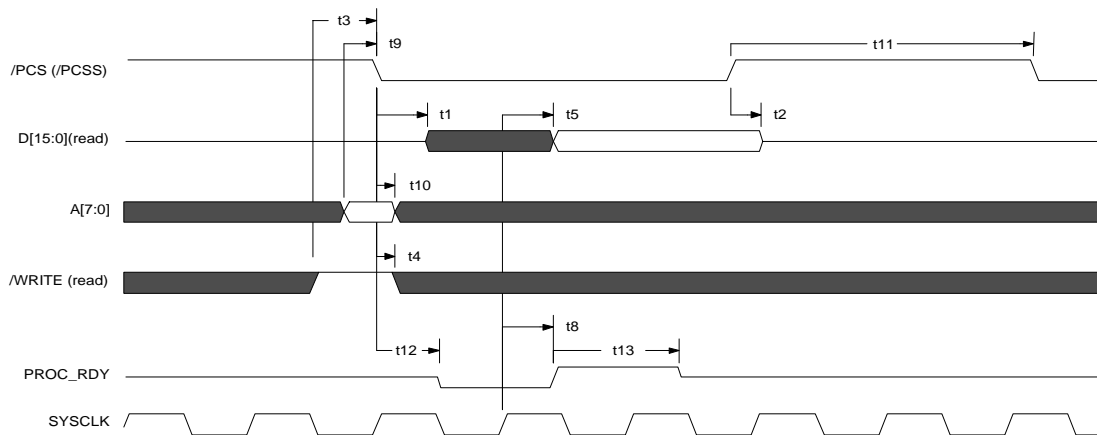 t3
t9
/PCS (/PCSS)
t11
t1
t5
t2
D[15:0](read)
t10
A[7:0]
t4
/WRITE (read)
t8
t12
t13
PROC_RDY
SYSCLK